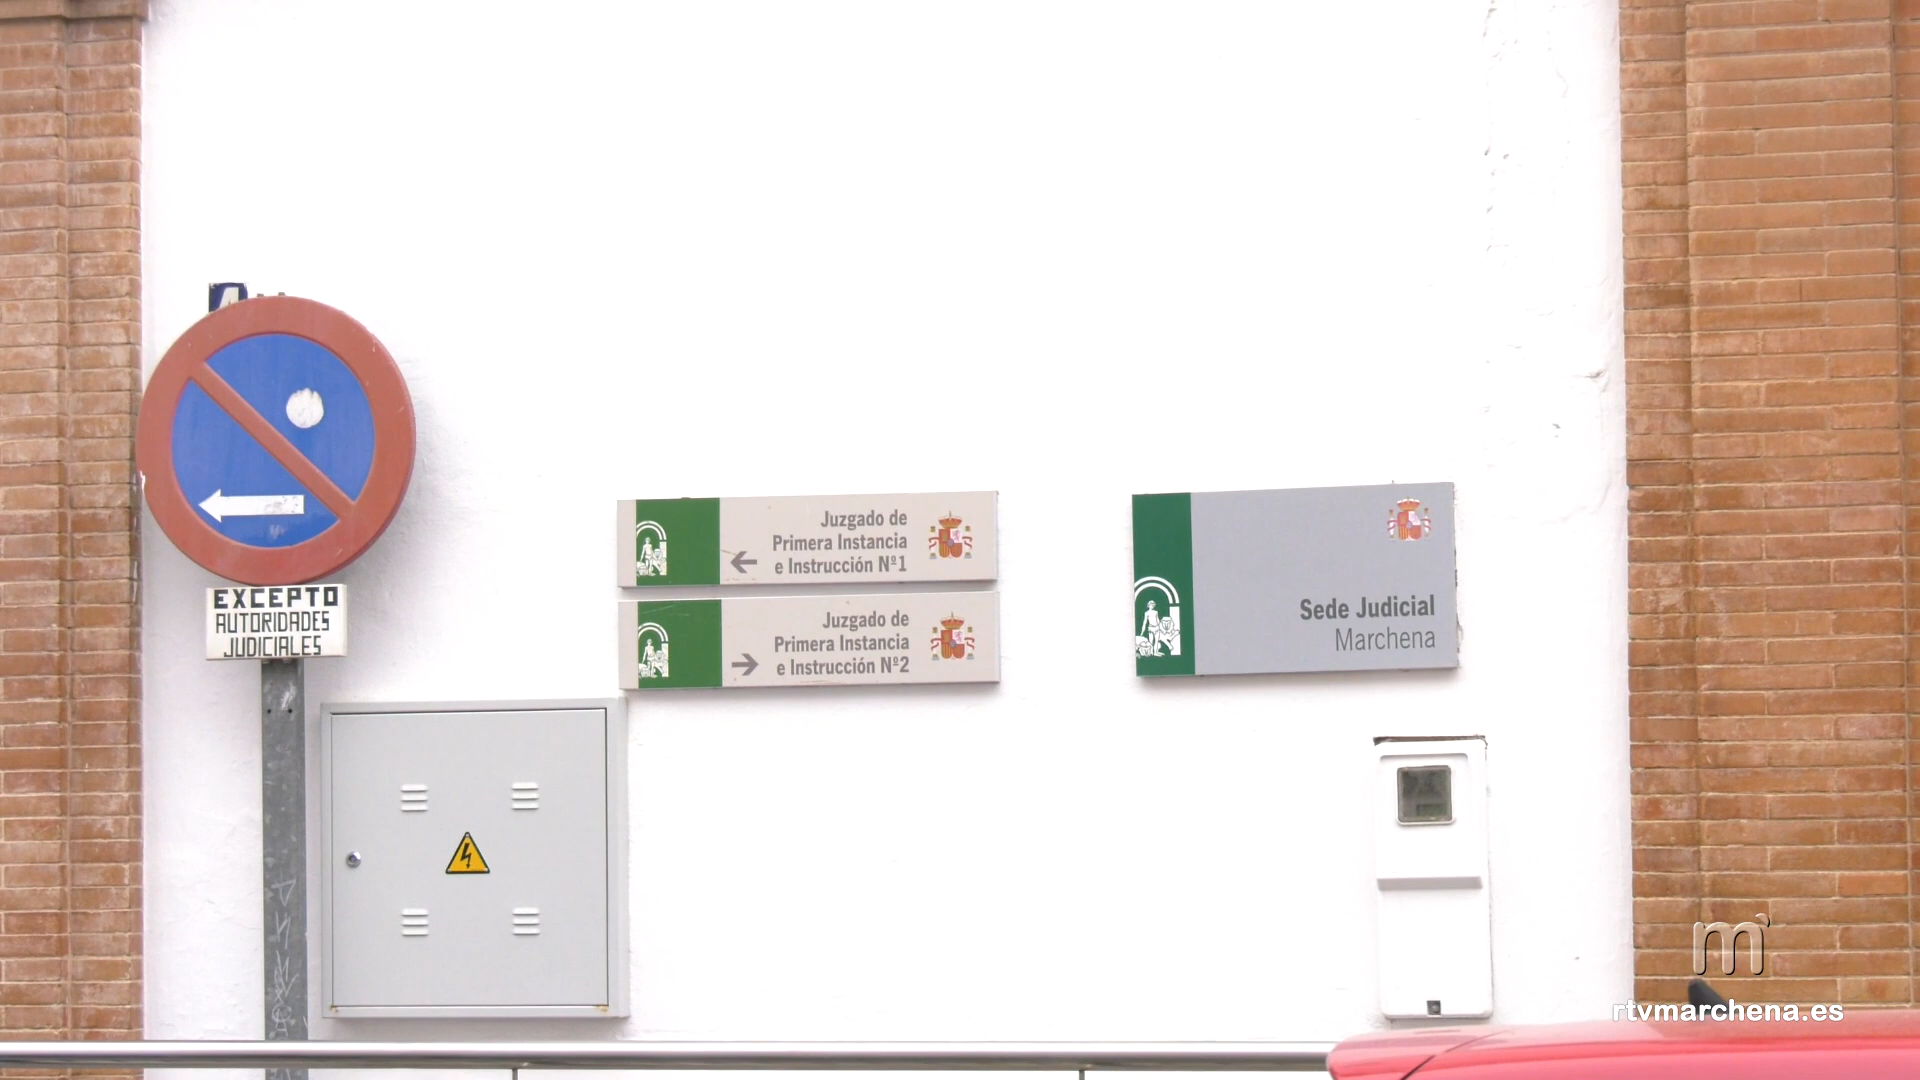 EXCEPTO
AUTORIDADES
JUDICIALES
Juzgado de
Primera Instancia
e Instrucción Nº1
Juzgado de
Primera Instancia
e Instrucción Nº2
Sede Judicial
Marchena
m
rtvmarchena.es